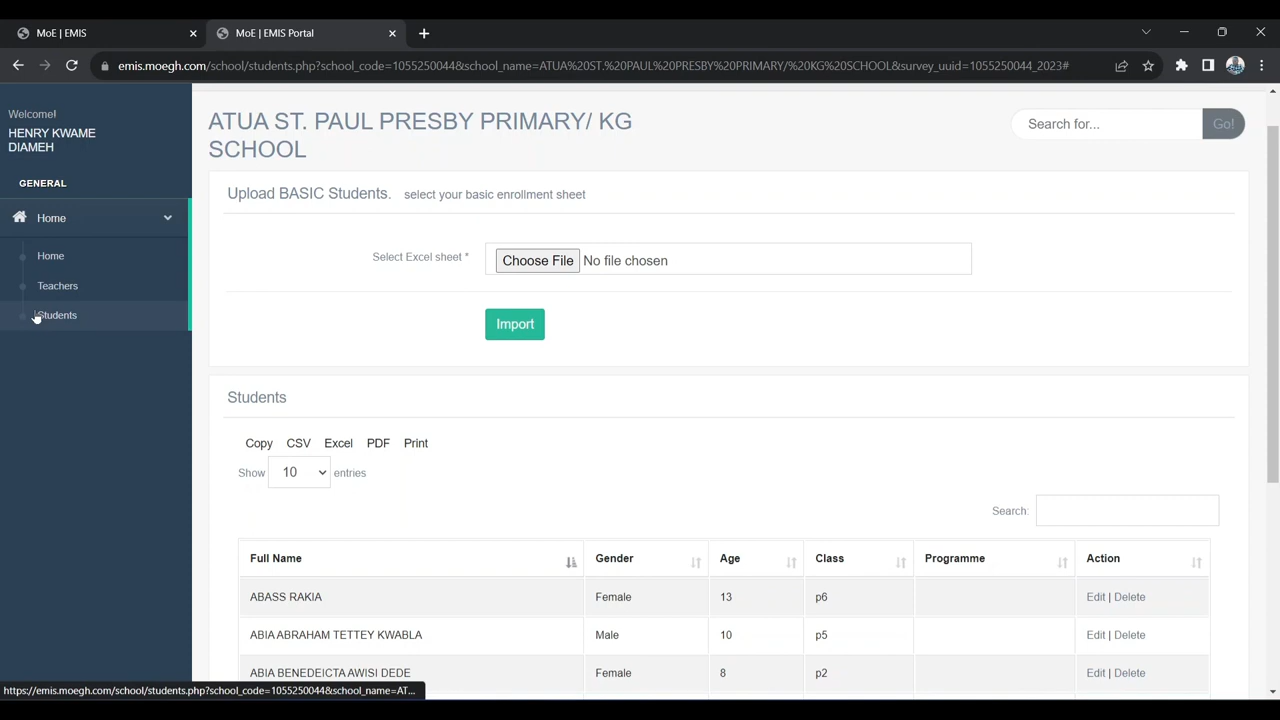 MoE | EMIS
MoE | EMIS Portal
emis.moegh.com/school/students.php?school_code=1055250044&school_name=ATUA%20ST.%20PAUL%20PRESBY%20PRIMARY/%20KG%20SCHOOL&survey_uuid=1055250044_2023#
Welcome!
HENRY KWAME
DIAMEH
GENERAL
Home
Home
Teachers
Students
ATUA ST. PAUL PRESBY PRIMARY/ KG
SCHOOL
Search for... Go!
Upload BASIC Students. select your basic enrollment sheet
Select Excel sheet * Choose File No file chosen
Import
Students
Copy CSV Excel PDF Print
Show 10 entries
Search:
Full Name Gender Age Class Programme Action
ABASS RAKIA Female 13 p6 Edit | Delete
ABIA ABRAHAM TETTEY KWABLA Male 10 p5 Edit | Delete
ABIA BENEDEICTA AWISI DEDE Female 8 p2 Edit | Delete
https://emis.moegh.com/school/students.php?school_code=1055250044&school_name=AT...